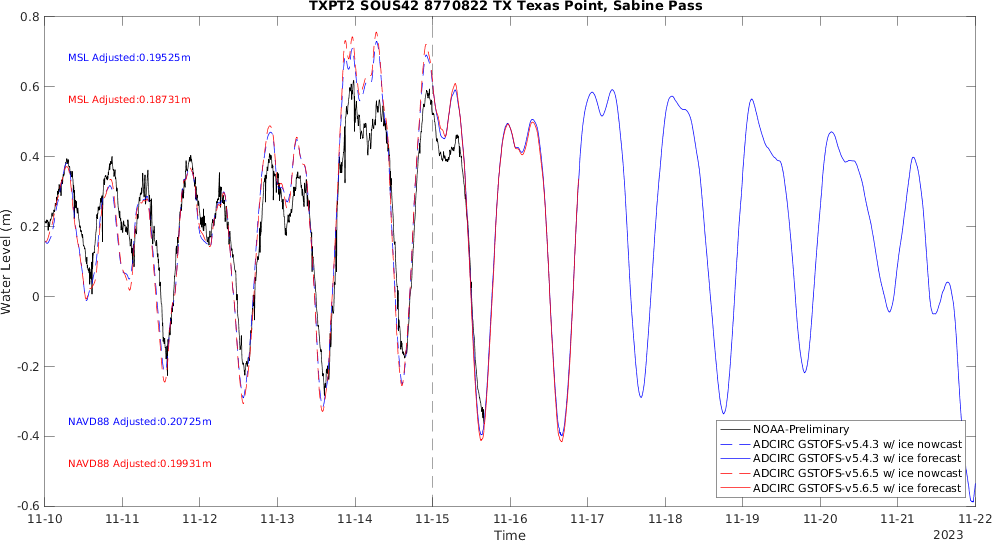 TXPT2 SOUS42 8770822 TX Texas Point, Sabine Pass
0.8
0.6
0.4
0.2
0
-0.2
-0.4
-0.6
Water Level (m)
MSL Adjusted:0.19525m
MSL Adjusted:0.18731m
NAVD88 Adjusted:0.20725m
NAVD88 Adjusted:0.19931m
NOAA-Preliminary
ADCIRC GSTOFS-v5.4.3 w/ ice nowcast
ADCIRC GSTOFS-v5.4.3 w/ ice forecast
ADCIRC GSTOFS-v5.6.5 w/ ice nowcast
ADCIRC GSTOFS-v5.6.5 w/ ice forecast
11-10 11-11 11-12 11-13 11-14 11-15 11-16 11-17 11-18 11-19 11-20 11-21 11-22
Time
2023